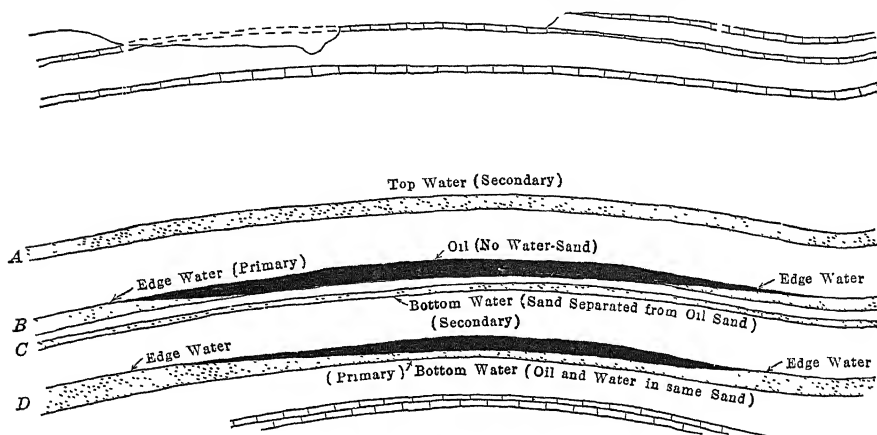 Top Water (Secondary)
A
Oil (No Water-Sand)
Edge Water (Primary)
Edge Water
B
Bottom Water (Sand Separated from Oil Sand)
C
(Secondary)
Edge Water
Edge Water
(Primary) Bottom Water (Oil and Water in same Sand)
D